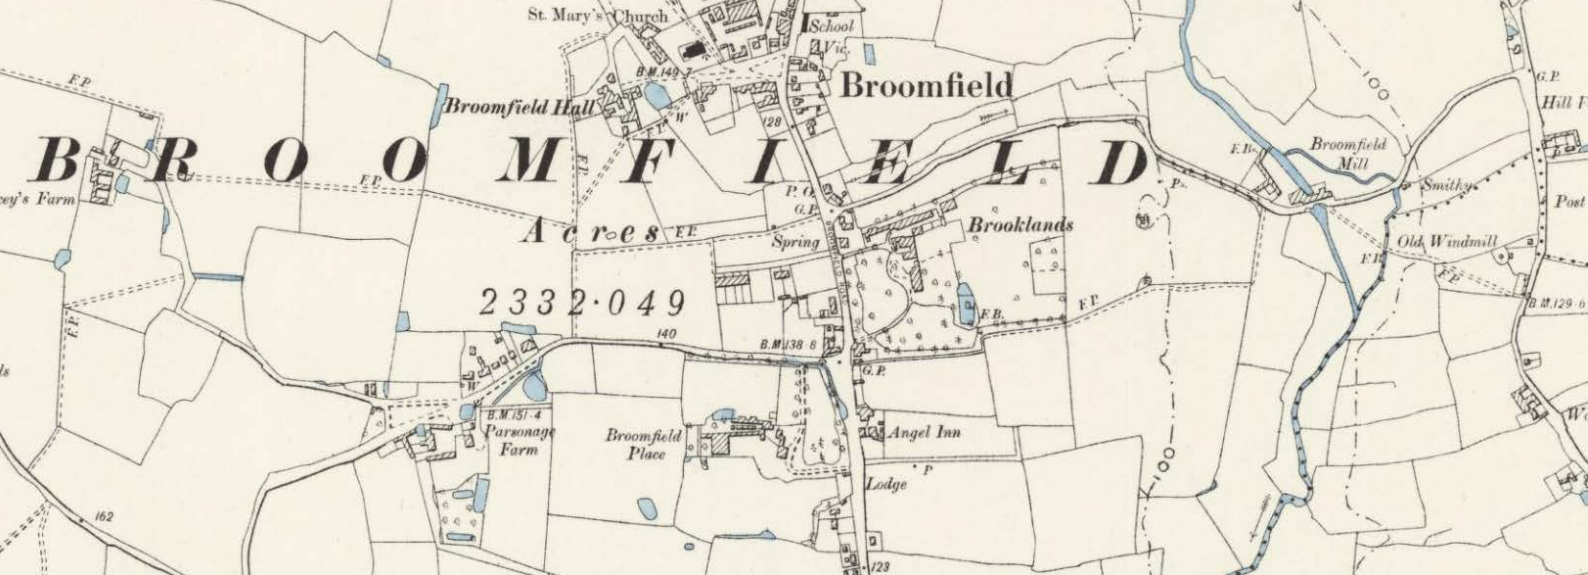 St. Mary's Church
School
Vic.
F.P.
B.M.149·7
Broomfield
G.P.
Broomfield Hall
Hill
W
128
F.P.
100
BROOMFIELD
F.P.
F.B.
Broomfield
Mill
F.P.
P.
Smithy
P.O.
G.P.
Post
Acres
F.P.
Spring
Brooklands
Old Windmill
F.B.
F.P.
2332·049
F.P.
F.B.
B.M.129·6
F.P.
140
B.M.138·8
G.P.
W
B.M.151·4
Parsonage
Farm
Broomfield
Place
Angel Inn
100
P
Lodge
162
123